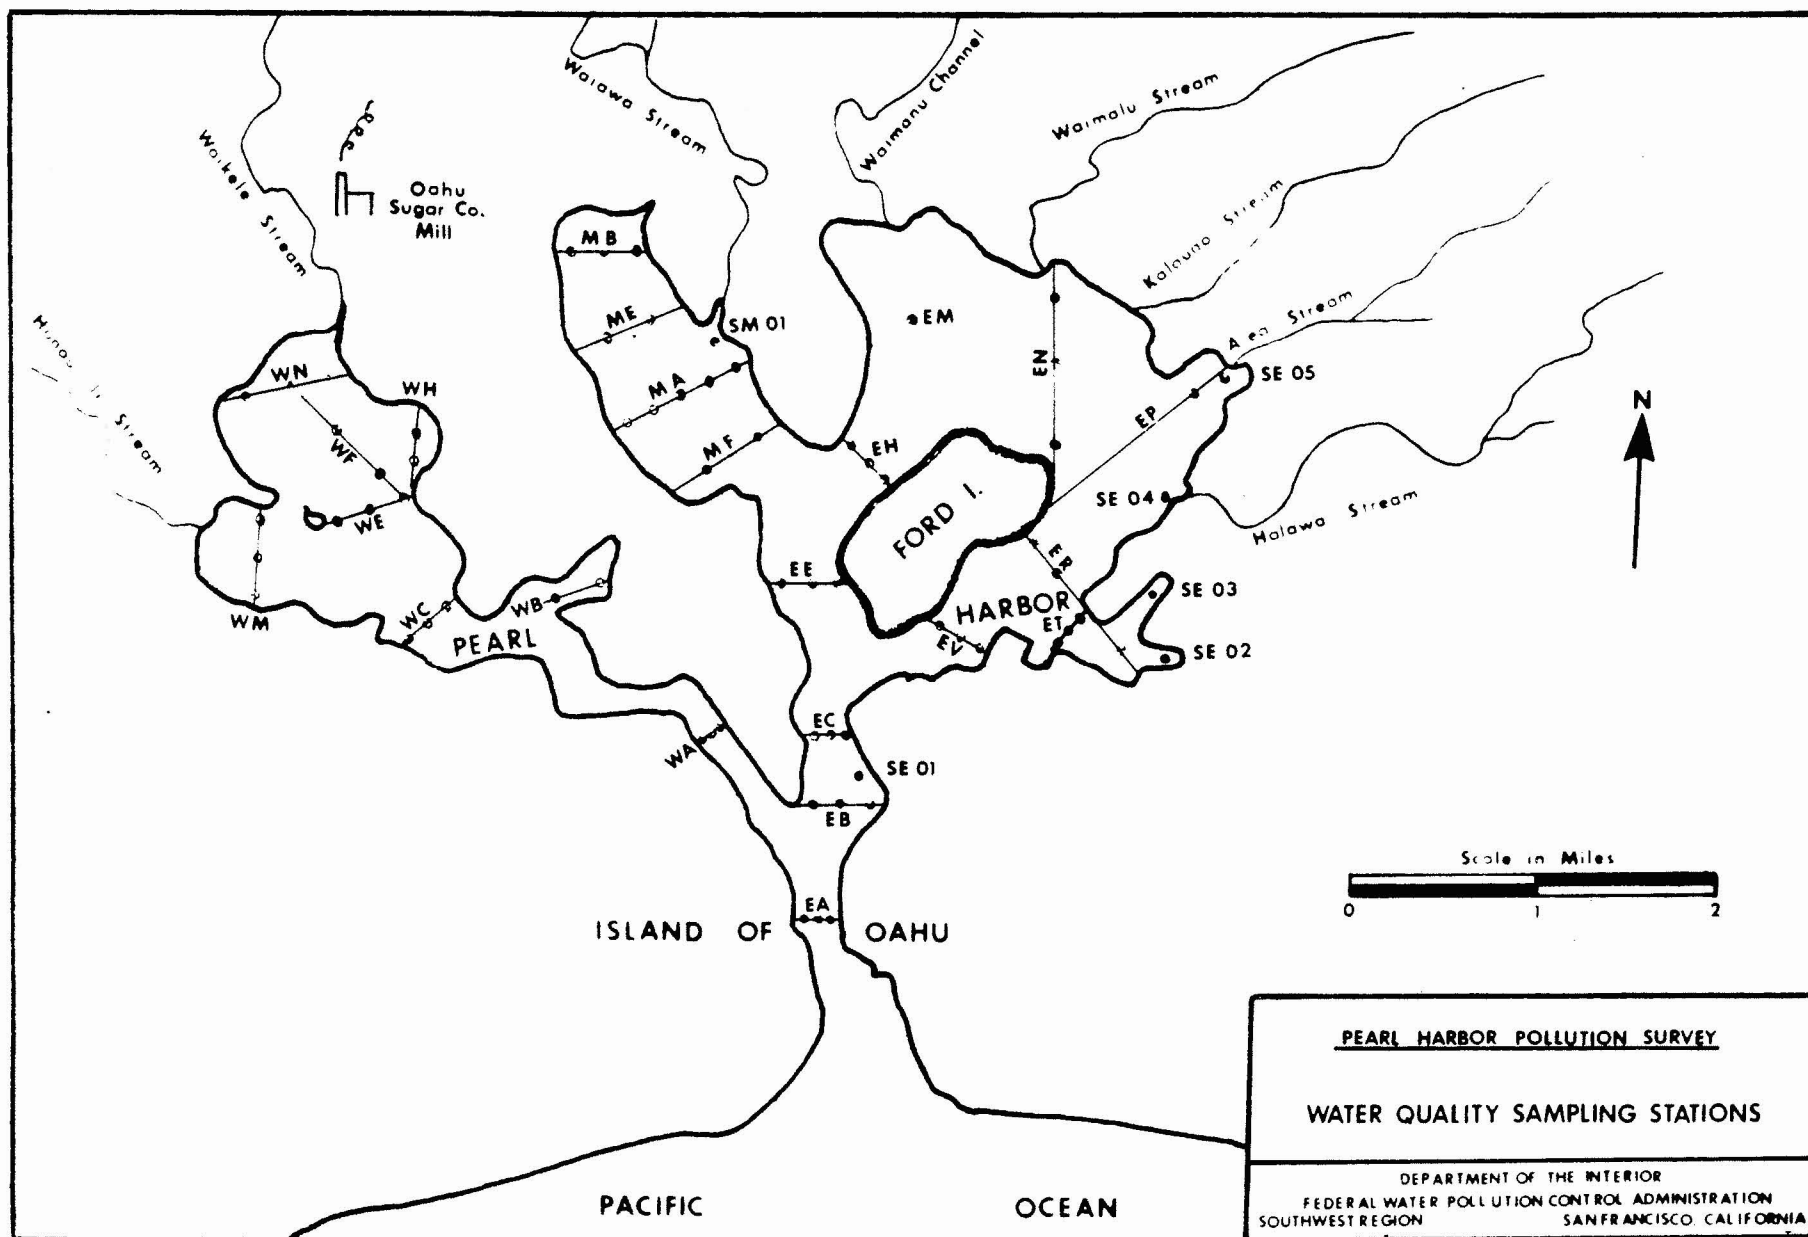 Waiawa Stream
Waimanu Channel
Waimalu Stream
Waikele Stream
Oahu
Sugar Co.
Mill
Kalauao Stream
MB
ME
SM 01
EM
EN
Aiea Stream
SE 05
WN
WH
MA
EP
N
WF
MF
EH
Stream
SE 04
WE
FORD I.
Halawa Stream
ER
EE
SE 03
WM
WC
WB
HARBOR
ET
PEARL
EV
SE 02
EC
WA
SE 01
EB
Scale in Miles
0 1 2
EA
ISLAND OF OAHU
PEARL HARBOR POLLUTION SURVEY
WATER QUALITY SAMPLING STATIONS
DEPARTMENT OF THE INTERIOR
FEDERAL WATER POLLUTION CONTROL ADMINISTRATION
SOUTHWEST REGION SAN FRANCISCO, CALIFORNIA
PACIFIC OCEAN